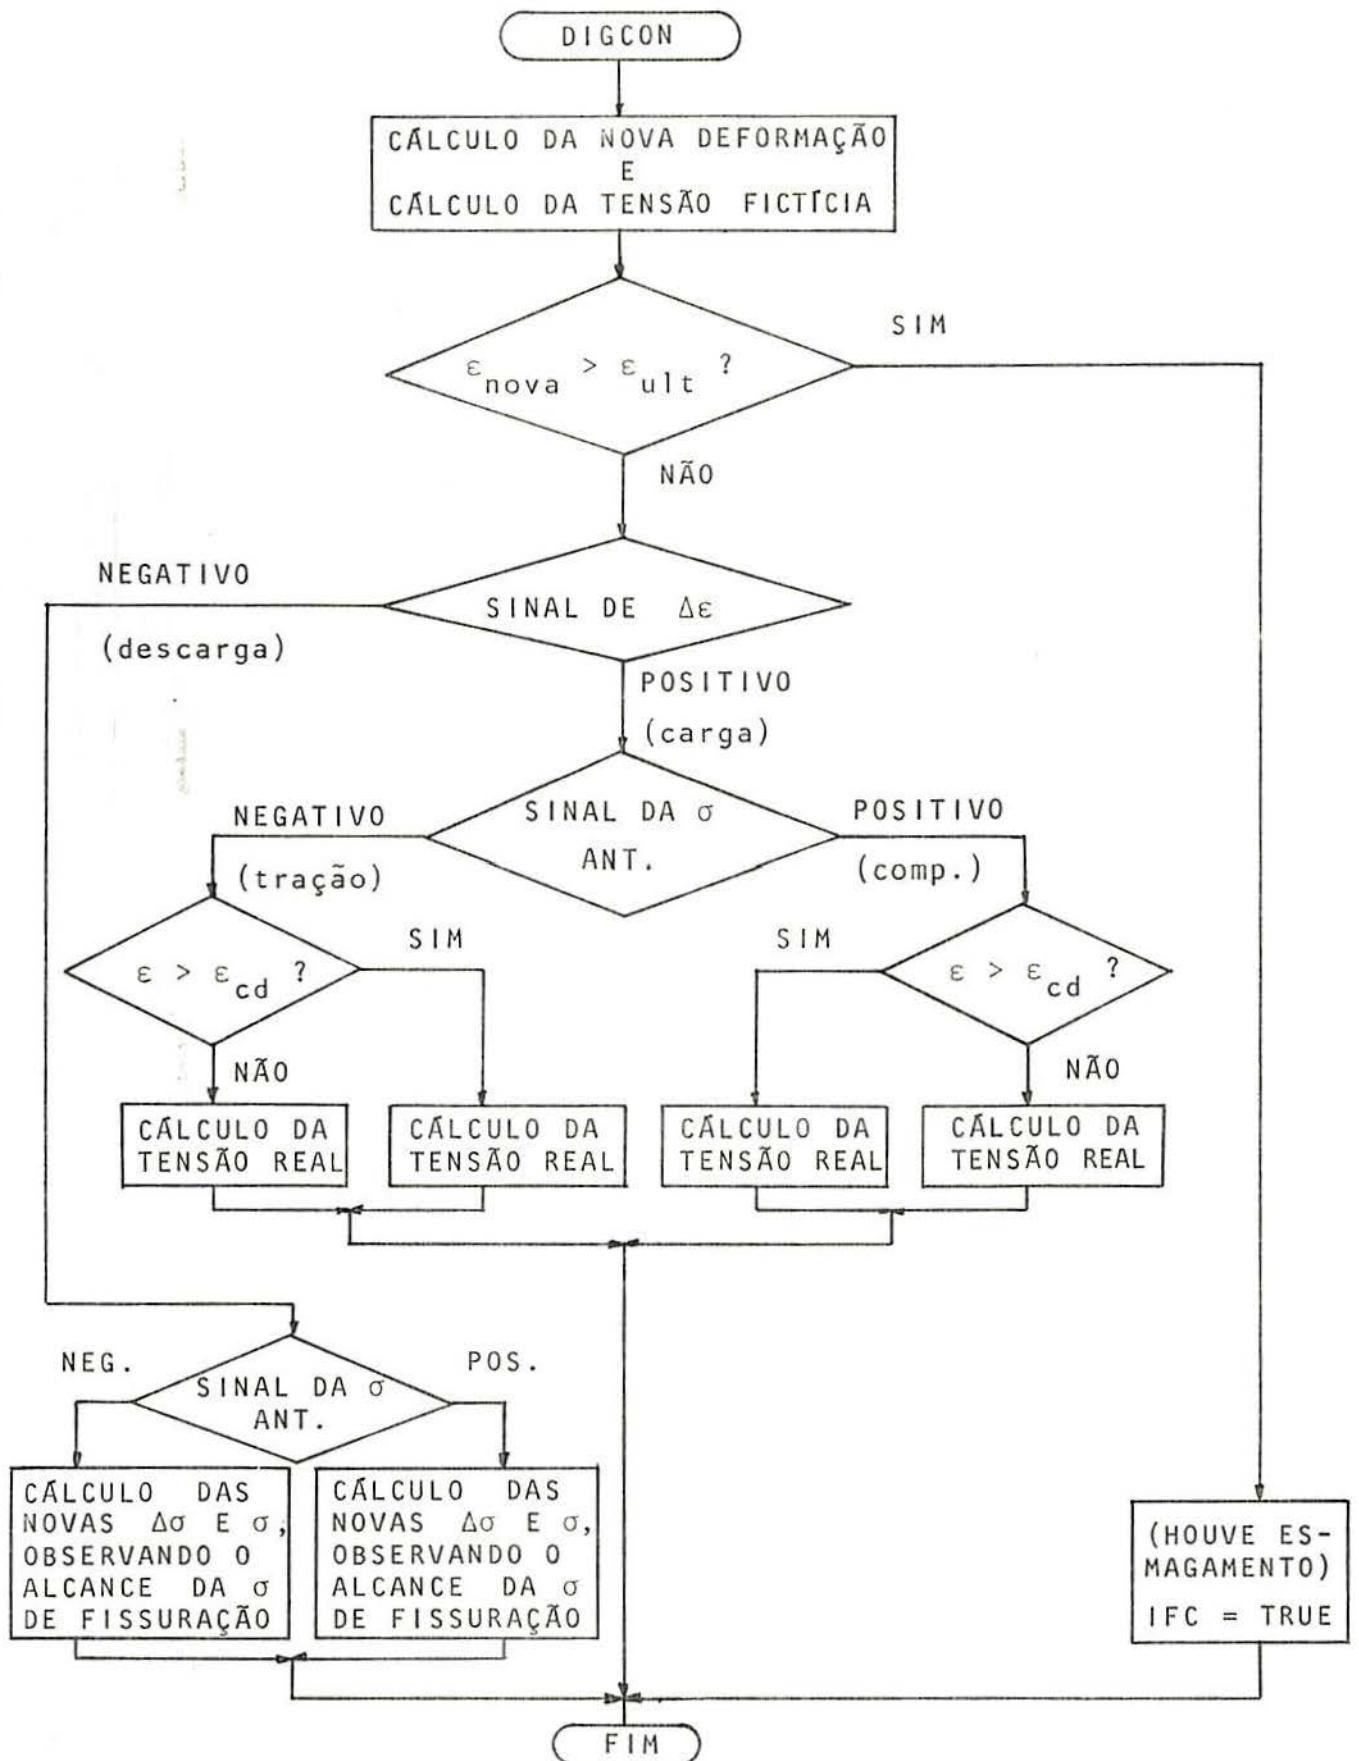 DIGCON
CÁLCULO DA NOVA DEFORMAÇÃO
E
CÁLCULO DA TENSÃO FICTÍCIA
ε nova > ε ult ?
SIM
NÃO
NEGATIVO
(descarga)
SINAL DE Δε
POSITIVO
(carga)
NEGATIVO
(tração)
SINAL DA σ
ANT.
POSITIVO
(comp.)
ε > ε cd ?
SIM
SIM
ε > ε cd ?
NÃO
NÃO
CÁLCULO DA
TENSÃO REAL
CÁLCULO DA
TENSÃO REAL
CÁLCULO DA
TENSÃO REAL
CÁLCULO DA
TENSÃO REAL
NEG.
SINAL DA σ
ANT.
POS.
CÁLCULO DAS
NOVAS Δσ E σ,
OBSERVANDO O
ALCANCE DA σ
DE FISSURAÇÃO
CÁLCULO DAS
NOVAS Δσ E σ,
OBSERVANDO O
ALCANCE DA σ
DE FISSURAÇÃO
(HOUVE ES-
MAGAMENTO)
IFC = TRUE
FIM